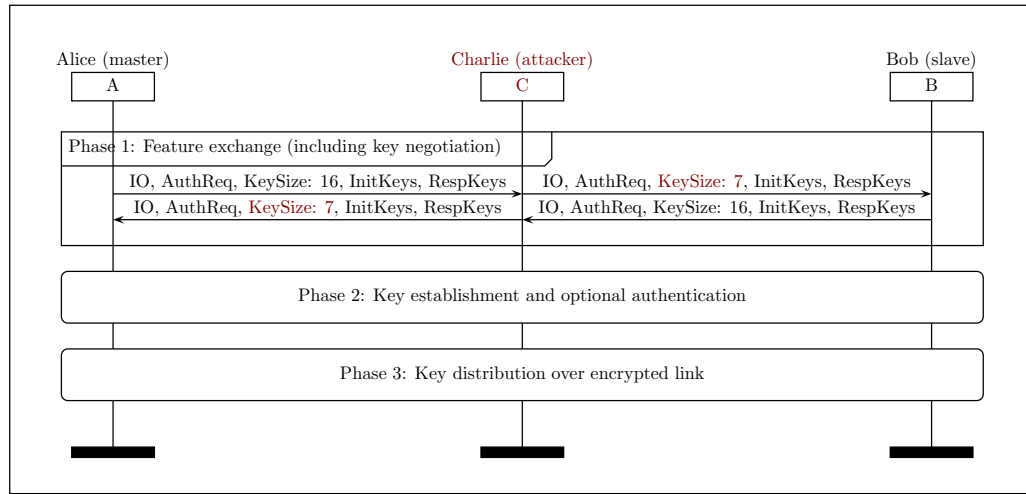 Alice (master)
Charlie (attacker)
Bob (slave)
A
C
B
Phase 1: Feature exchange (including key negotiation)
IO, AuthReq, KeySize: 16, InitKeys, RespKeys
IO, AuthReq, KeySize: 7, InitKeys, RespKeys
IO, AuthReq, KeySize: 7, InitKeys, RespKeys
IO, AuthReq, KeySize: 16, InitKeys, RespKeys
Phase 2: Key establishment and optional authentication
Phase 3: Key distribution over encrypted link